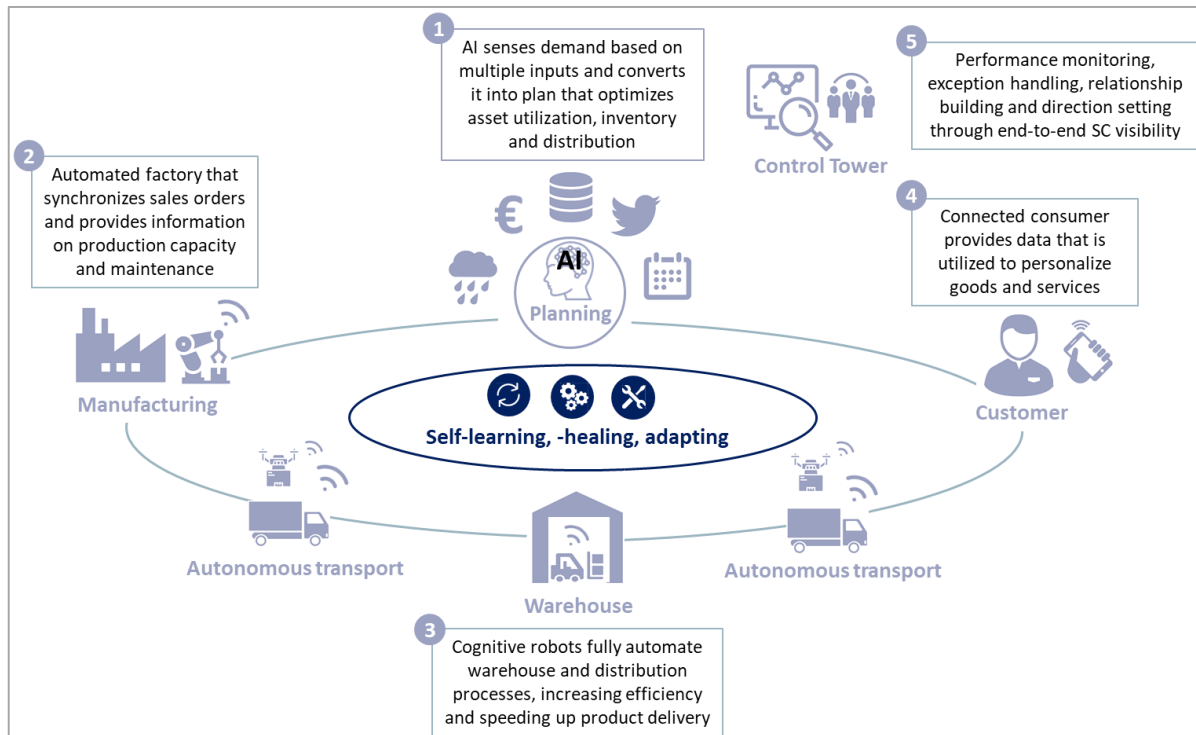 1
AI senses demand based on
multiple inputs and converts
it into plan that optimizes
asset utilization, inventory
and distribution
5
Performance monitoring,
exception handling, relationship
building and direction setting
through end-to-end SC visibility
Control Tower
2
Automated factory that
synchronizes sales orders
and provides information
on production capacity
and maintenance
4
Connected consumer
provides data that is
utilized to personalize
goods and services
€
AI
Planning
Manufacturing
Customer
Self-learning, -healing, adapting
Autonomous transport
Autonomous transport
Warehouse
3
Cognitive robots fully automate
warehouse and distribution
processes, increasing efficiency
and speeding up product delivery